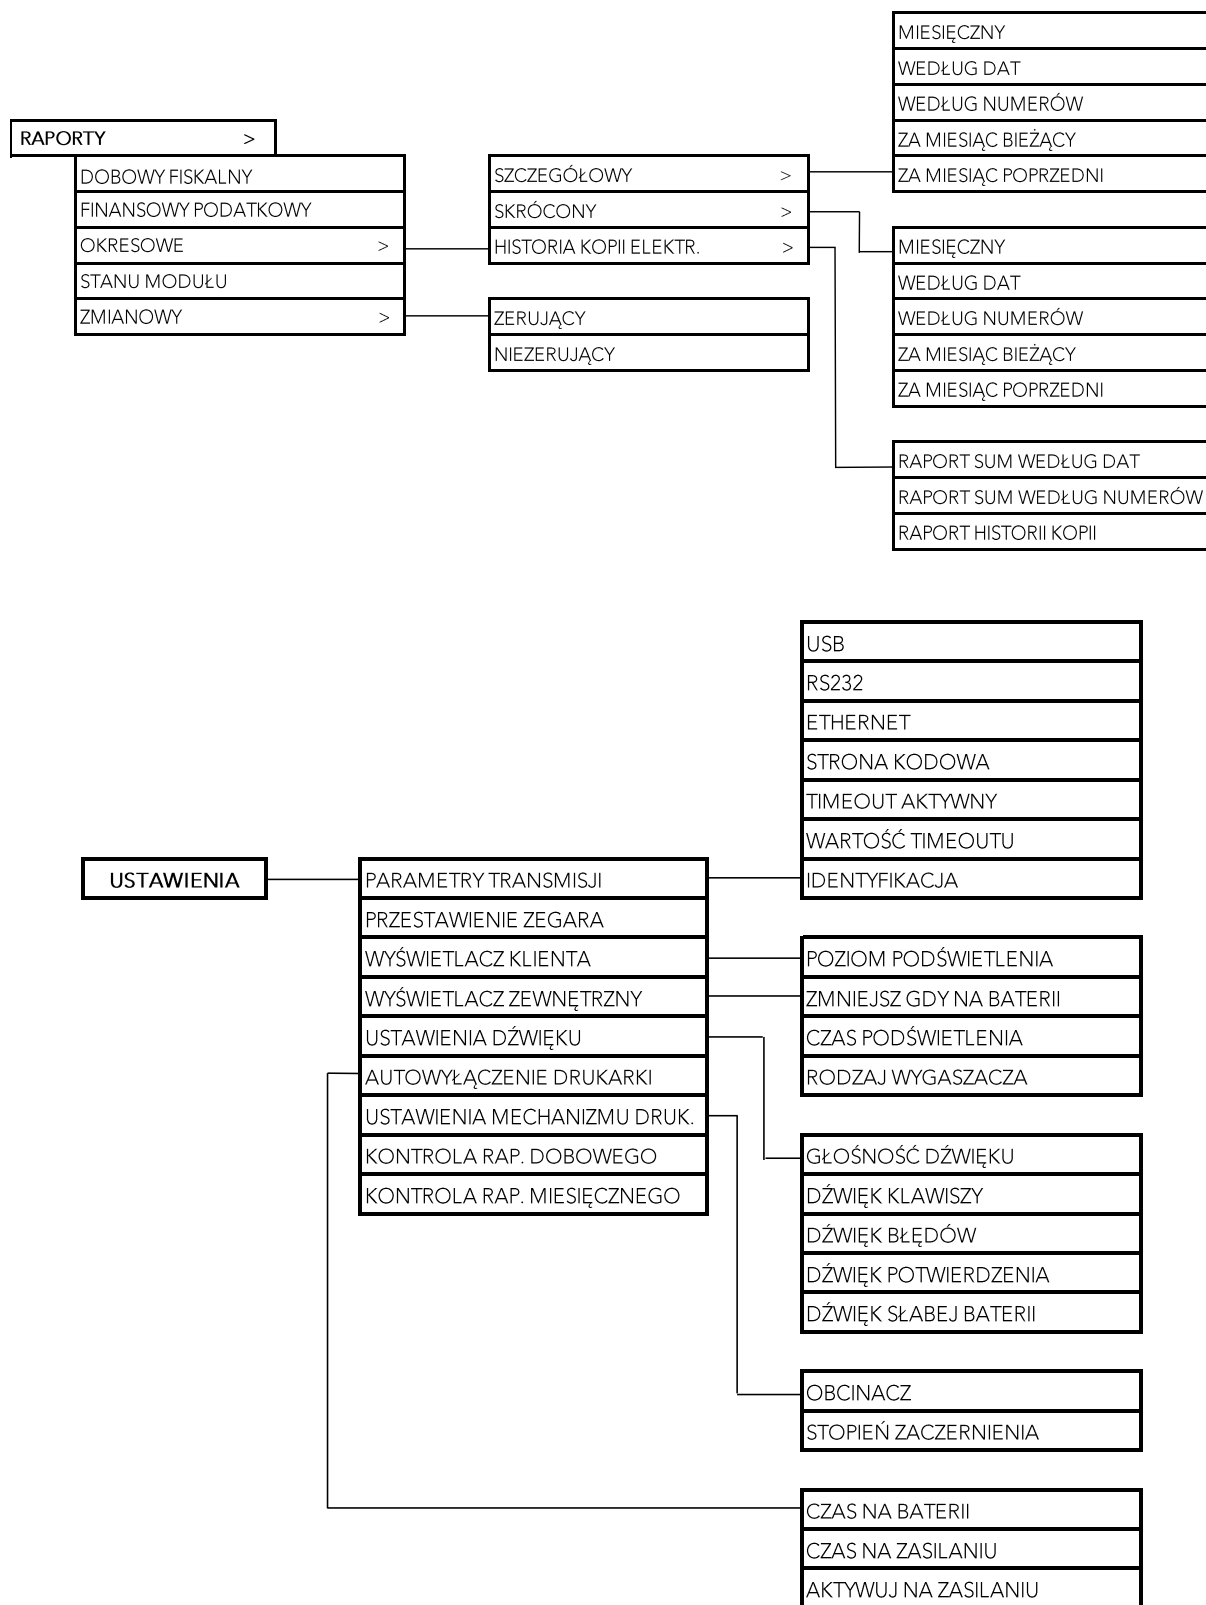 RAPORTY >
DOBOWY FISKALNY
FINANSOWY PODATKOWY
OKRESOWE >
STANU MODUŁU
ZMIANOWY >
SZCZEGÓŁOWY >
SKRÓCONY >
HISTORIA KOPII ELEKTR. >
ZERUJĄCY
NIEZERUJĄCY
MIESIĘCZNY
WEDŁUG DAT
WEDŁUG NUMERÓW
ZA MIESIĄC BIEŻĄCY
ZA MIESIĄC POPRZEDNI
MIESIĘCZNY
WEDŁUG DAT
WEDŁUG NUMERÓW
ZA MIESIĄC BIEŻĄCY
ZA MIESIĄC POPRZEDNI
RAPORT SUM WEDŁUG DAT
RAPORT SUM WEDŁUG NUMERÓW
RAPORT HISTORII KOPII
USTAWIENIA
PARAMETRY TRANSMISJI
PRZESTAWIENIE ZEGARA
WYŚWIETLACZ KLIENTA
WYŚWIETLACZ ZEWNĘTRZNY
USTAWIENIA DŹWIĘKU
AUTOWYŁĄCZENIE DRUKARKI
USTAWIENIA MECHANIZMU DRUK.
KONTROLA RAP. DOBOWEGO
KONTROLA RAP. MIESIĘCZNEGO
USB
RS232
ETHERNET
STRONA KODOWA
TIMEOUT AKTYWNY
WARTOŚĆ TIMEOUTU
IDENTYFIKACJA
POZIOM PODŚWIETLENIA
ZMNIEJSZ GDY NA BATERII
CZAS PODŚWIETLENIA
RODZAJ WYGASZACZA
GŁOŚNOŚĆ DŹWIĘKU
DŹWIĘK KLAWISZY
DŹWIĘK BŁĘDÓW
DŹWIĘK POTWIERDZENIA
DŹWIĘK SŁABEJ BATERII
OBCINACZ
STOPIEŃ ZACZERNIENIA
CZAS NA BATERII
CZAS NA ZASILANIU
AKTYWUJ NA ZASILANIU